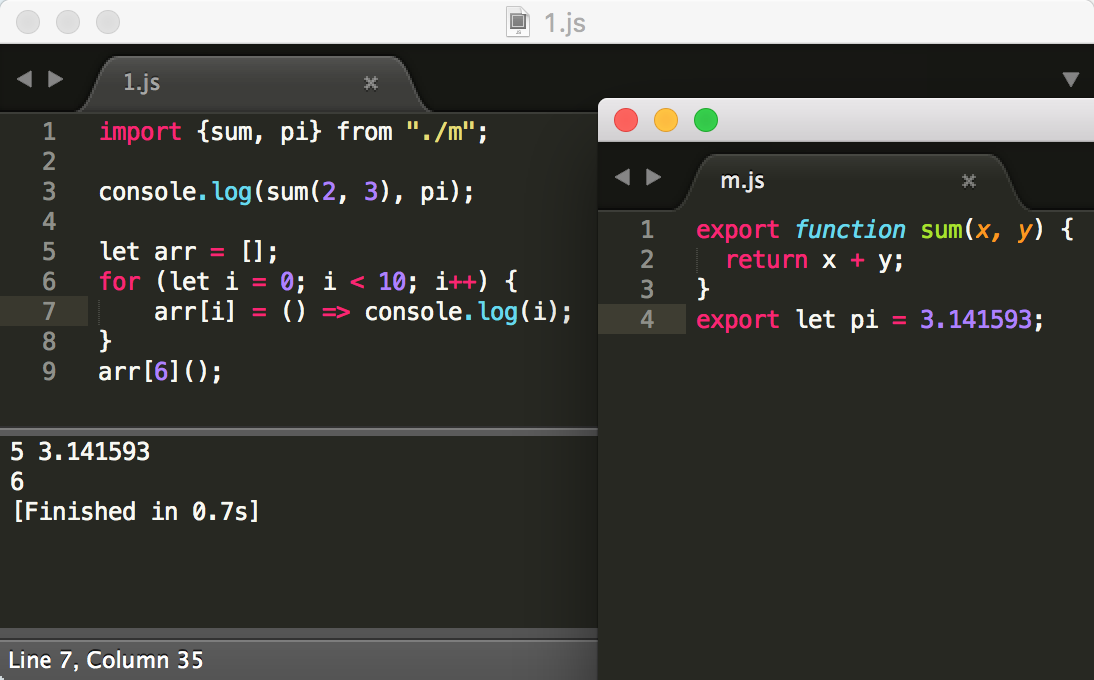 1.js
1.js
1 import {sum, pi} from "./m";
2
3 console.log(sum(2, 3), pi);
4
5 let arr = [];
6 for (let i = 0; i < 10; i++) {
7     arr[i] = () => console.log(i);
8 }
9 arr[6]();
5 3.141593
6
[Finished in 0.7s]
Line 7, Column 35
m.js
1 export function sum(x, y) {
2   return x + y;
3 }
4 export let pi = 3.141593;